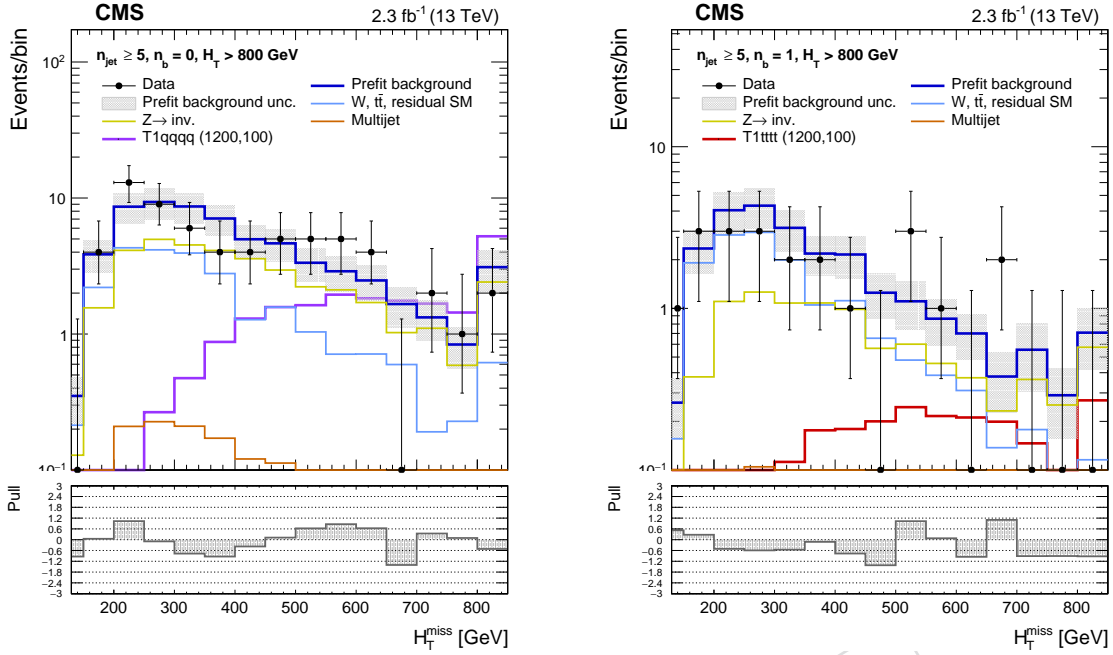 CMS
2.3 fb⁻¹ (13 TeV)
Events/bin
n_jet ≥ 5, n_b = 0, H_T > 800 GeV
Data
Prefit background
Prefit background unc.
W, tt̄, residual SM
Z→ inv.
Multijet
T1qqqq (1200,100)
10²
10
1
10⁻¹
Pull
3
2.4
1.8
1.2
0.6
0
−0.6
−1.2
−1.8
−2.4
−3
200 300 400 500 600 700 800
H_T^miss [GeV]
CMS
2.3 fb⁻¹ (13 TeV)
Events/bin
n_jet ≥ 5, n_b = 1, H_T > 800 GeV
Data
Prefit background
Prefit background unc.
W, tt̄, residual SM
Z→ inv.
Multijet
T1tttt (1200,100)
10
1
10⁻¹
Pull
3
2.4
1.8
1.2
0.6
0
−0.6
−1.2
−1.8
−2.4
−3
200 300 400 500 600 700 800
H_T^miss [GeV]